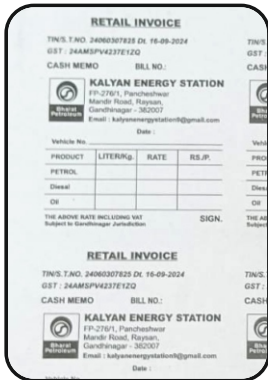 RETAIL INVOICE
TIN/S.T.NO. 24060307825 Dt. 16-09-2024
GST : 24AMSPV4237E1ZQ
CASH MEMO BILL NO.:
Bharat Petroleum
KALYAN ENERGY STATION
FP-276/1, Pancheshwar
Mandir Road, Raysan,
Gandhinagar - 382007
Email : kalyanenergystation9@gmail.com
Date :
Vehicle No.
PRODUCT LITER/Kg. RATE RS./P.
PETROL
Diesel
Oil
THE ABOVE RATE INCLUDING VAT SIGN.
Subject to Gandhinagar Jurisdiction
RETAIL INVOICE
TIN/S.T.NO. 24060307825 Dt. 16-09-2024
GST : 24AMSPV4237E1ZQ
CASH MEMO BILL NO.:
Bharat Petroleum
KALYAN ENERGY STATION
FP-276/1, Pancheshwar
Mandir Road, Raysan,
Gandhinagar - 382007
Email : kalyanenergystation9@gmail.com
Date :
TIN/S.
GST :
CASH